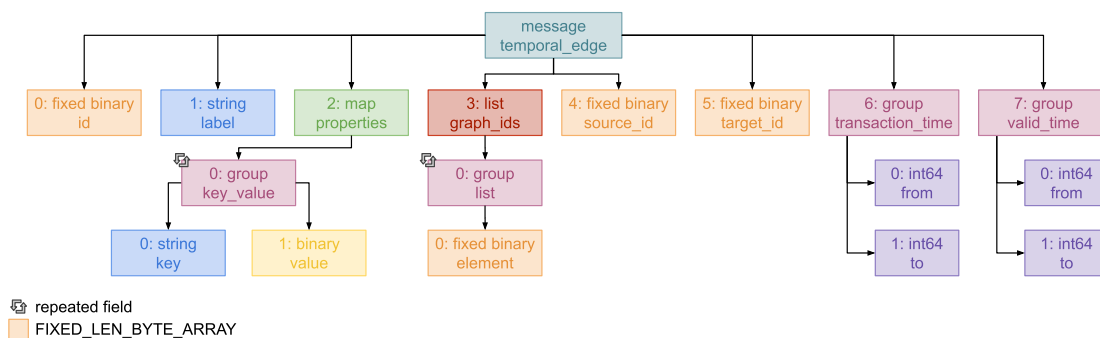 message
temporal_edge
0: fixed binary
id
1: string
label
2: map
properties
3: list
graph_ids
4: fixed binary
source_id
5: fixed binary
target_id
6: group
transaction_time
7: group
valid_time
0: group
key_value
0: group
list
0: int64
from
0: int64
from
0: string
key
1: binary
value
0: fixed binary
element
1: int64
to
1: int64
to
repeated field
FIXED_LEN_BYTE_ARRAY